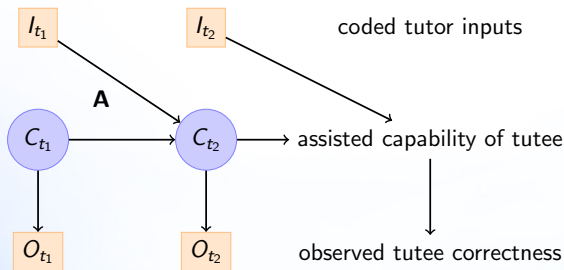 I_{t_1} I_{t_2} coded tutor inputs
A
C_{t_1} C_{t_2} assisted capability of tutee
O_{t_1} O_{t_2} observed tutee correctness